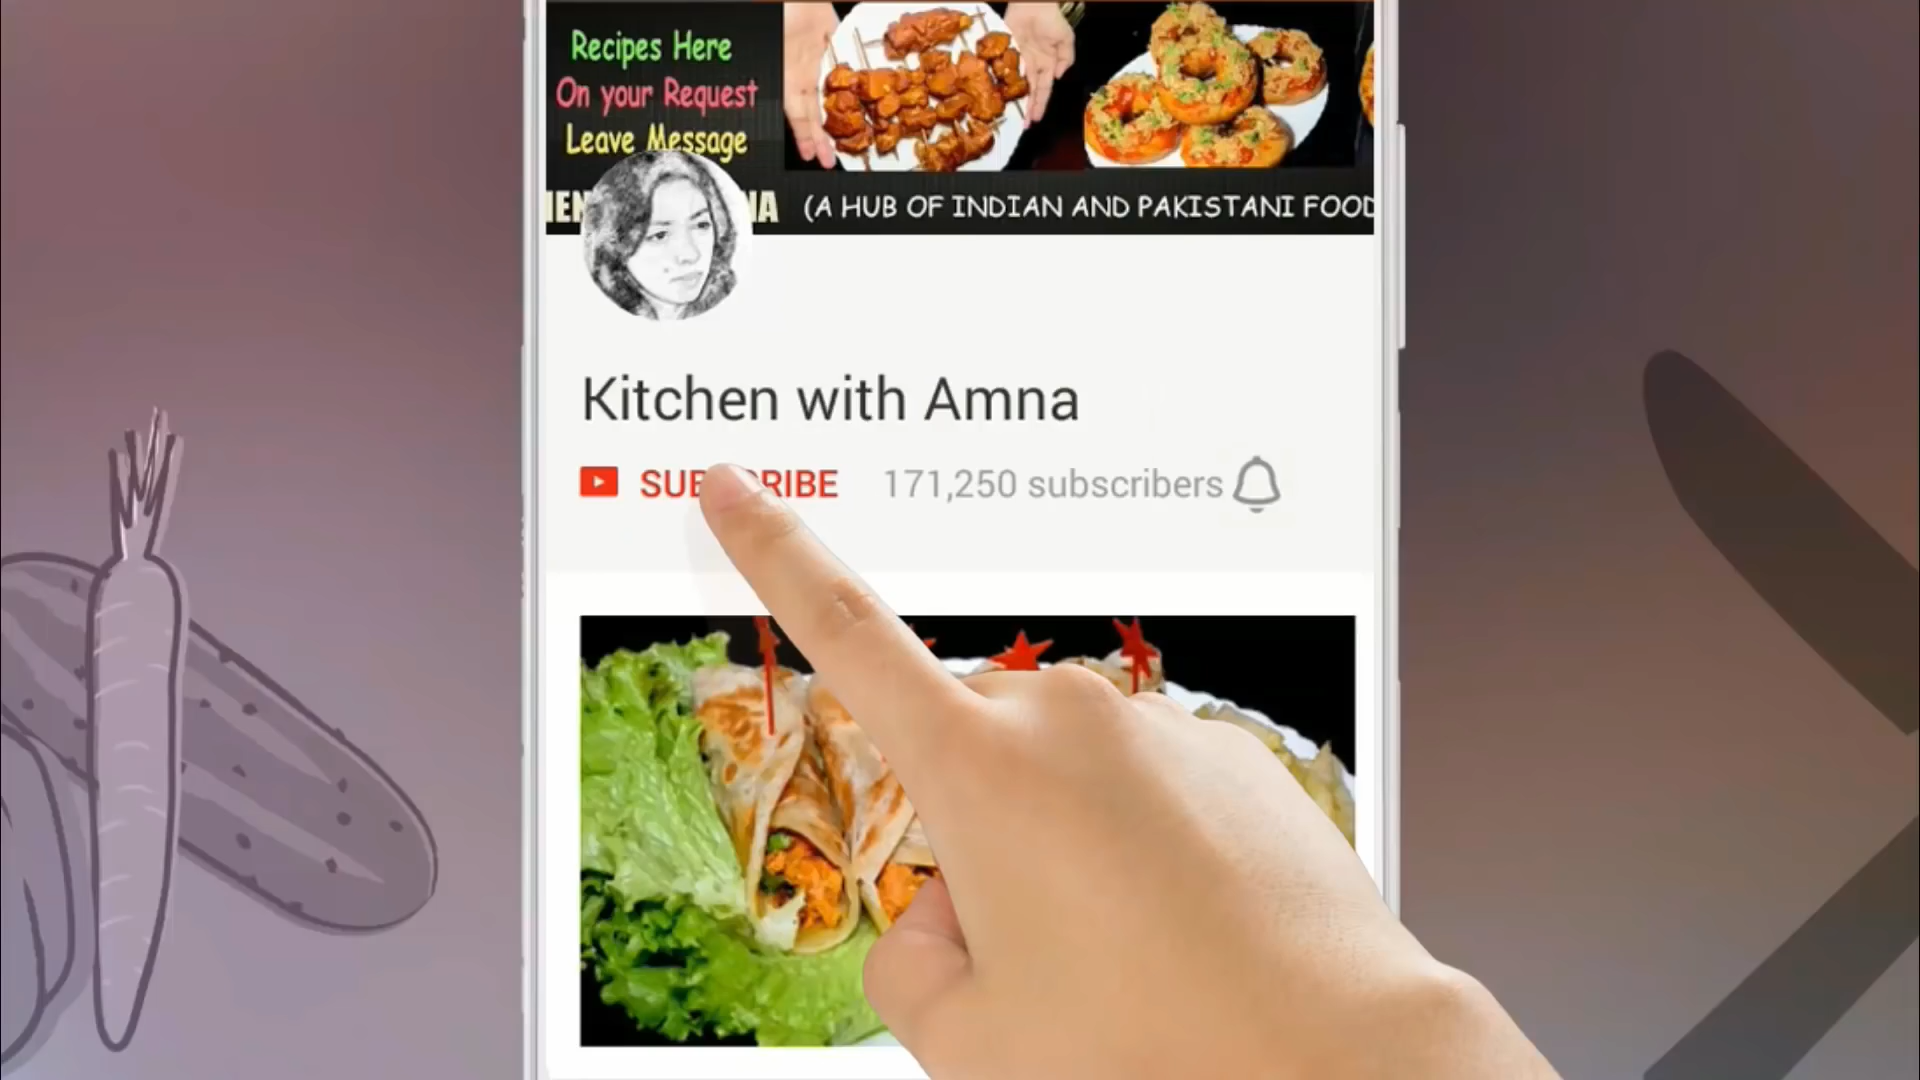 Recipes Here
On your Request
Leave Message
(A HUB OF INDIAN AND PAKISTANI FOOD
Kitchen with Amna
SUBSCRIBE 171,250 subscribers